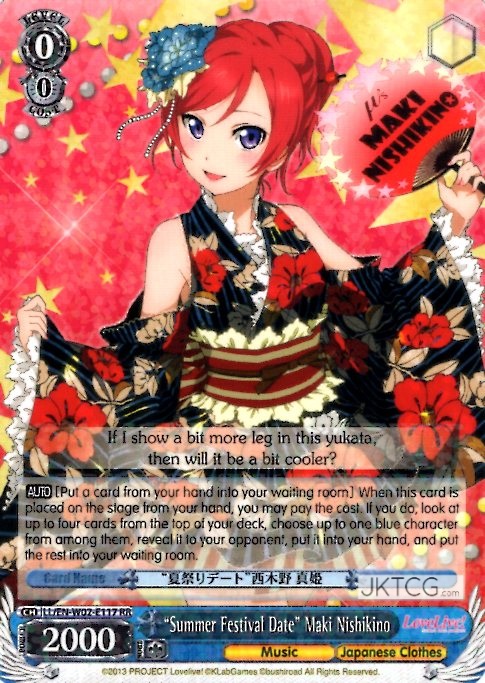 LEVEL
0
0
COST
μ's
MAKI
NISHIKINO
If I show a bit more leg in this yukata,
then will it be a bit cooler?
AUTO [Put a card from your hand into your waiting room] When this card is
placed on the stage from your hand, you may pay the cost. If you do, look at
up to four cards from the top of your deck, choose up to one blue character
from among them, reveal it to your opponent, put it into your hand, and put
the rest into your waiting room.
Card Name
"夏祭りデート"西木野 真姫
JKTCG.com
CH LL/EN-W02-E117 RR
"Summer Festival Date" Maki Nishikino
LoveLive!
POWER
2000
Music
Japanese Clothes
©2013 PROJECT Lovelive! ©KLabGames ©bushiroad All Rights Reserved.